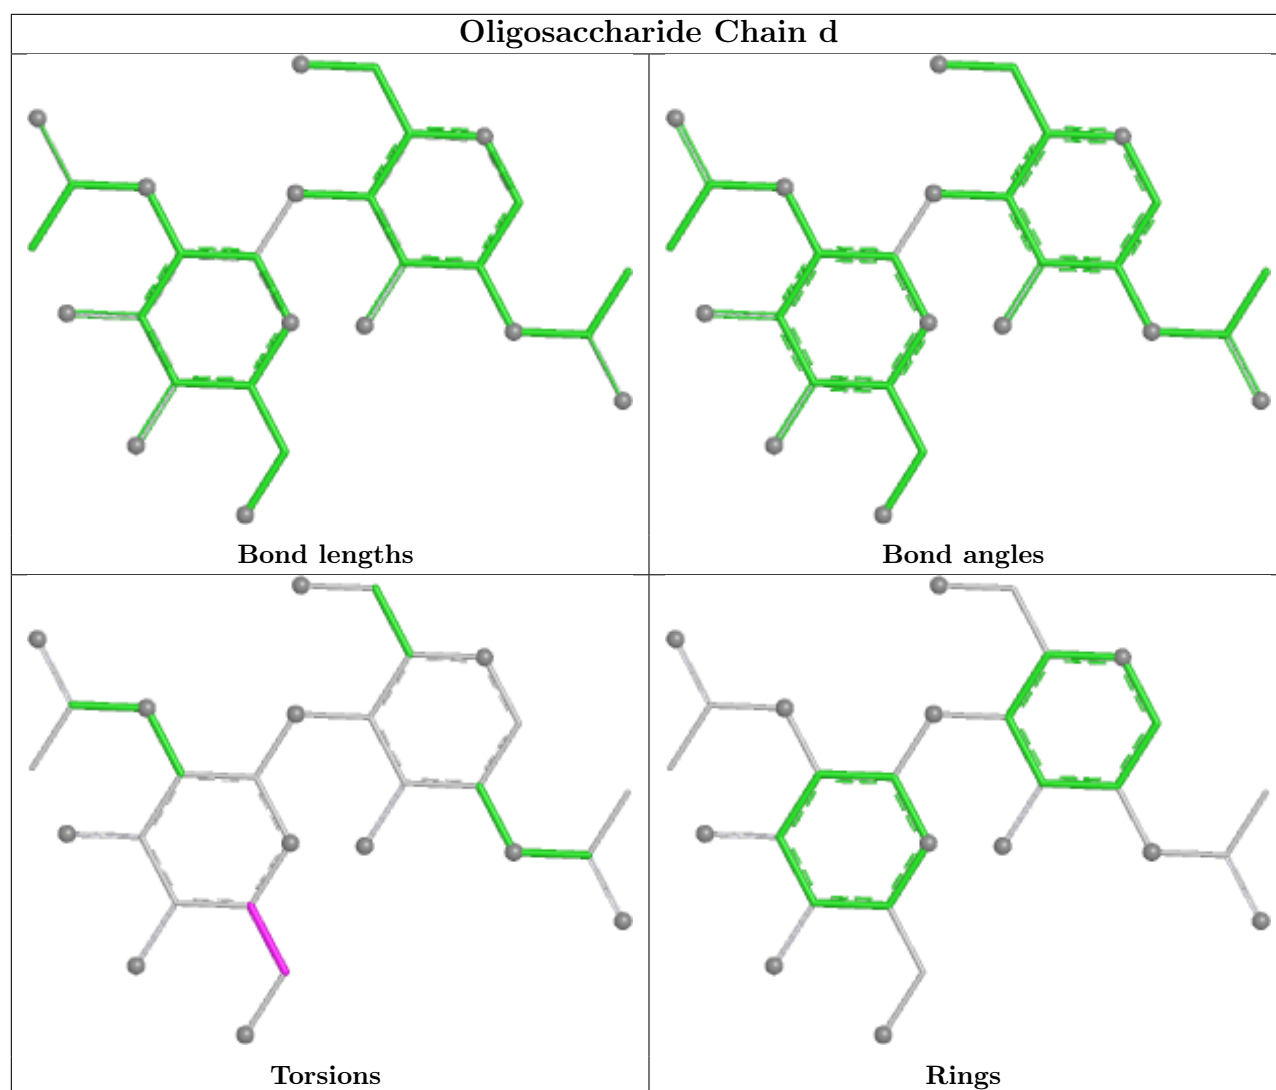 Oligosaccharide Chain d
Bond lengths
Bond angles
Torsions
Rings